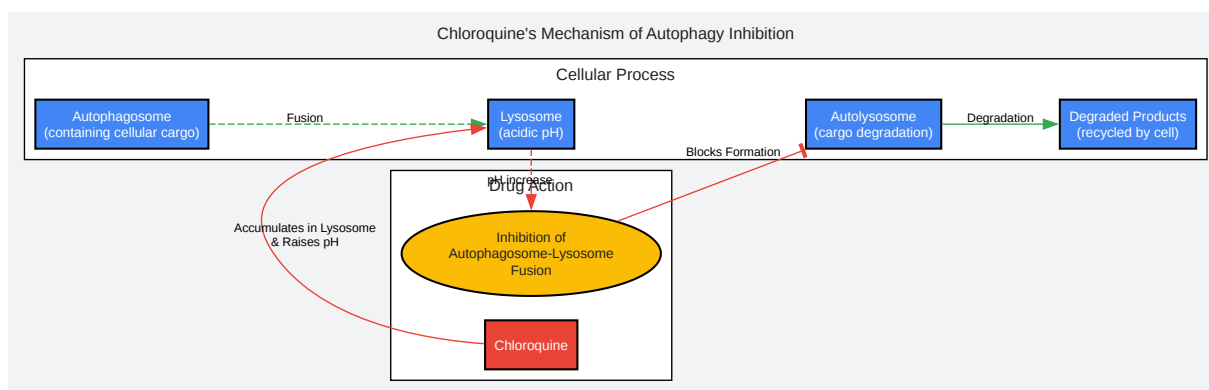 Chloroquine's Mechanism of Autophagy Inhibition
Cellular Process
Autophagosome
(containing cellular cargo)
Fusion
Lysosome
(acidic pH)
Autolysosome
(cargo degradation)
Degradation
Degraded Products
(recycled by cell)
Blocks Formation
pH increase
Drug Action
Accumulates in Lysosome
& Raises pH
Inhibition of
Autophagosome-Lysosome
Fusion
Chloroquine